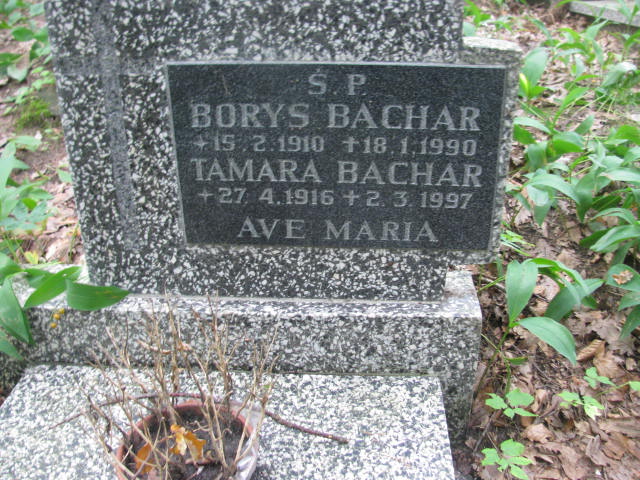 Ś P
BORYS BACHAR
+15.2.1910 +18.1.1990
TAMARA BACHAR
+27.4.1916 +2.3.1997
AVE MARIA